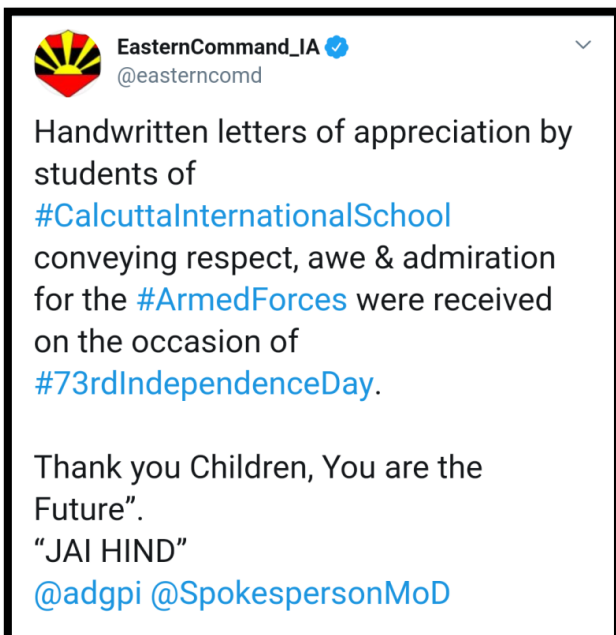 EasternCommand_IA
@easterncomd
Handwritten letters of appreciation by
students of
#CalcuttaInternationalSchool
conveying respect, awe & admiration
for the #ArmedForces were received
on the occasion of
#73rdIndependenceDay.
Thank you Children, You are the
Future”.
“JAI HIND”
@adgpi @SpokespersonMoD